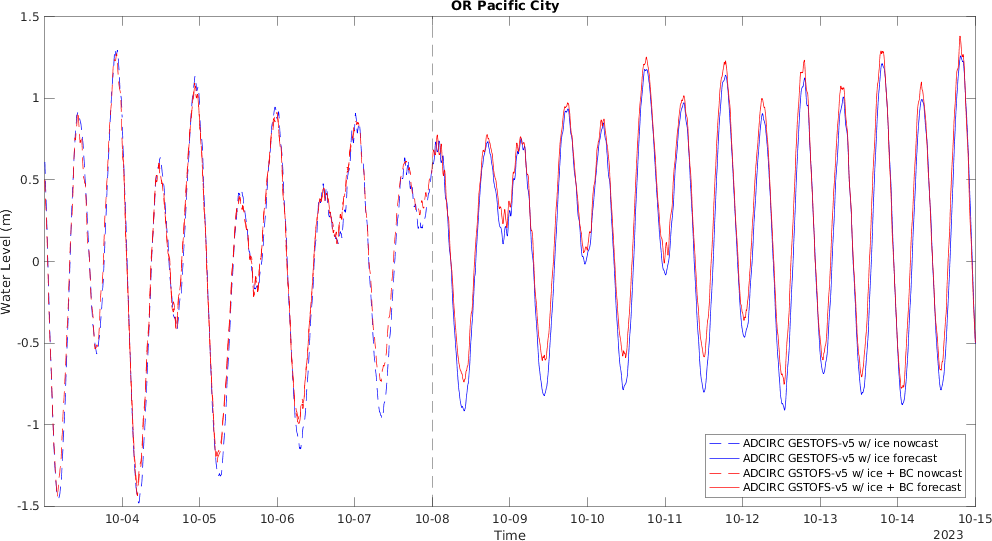 OR Pacific City
1.5
1
0.5
0
-0.5
-1
-1.5
Water Level (m)
10-04 10-05 10-06 10-07 10-08 10-09 10-10 10-11 10-12 10-13 10-14 10-15
Time
2023
ADCIRC GESTOFS-v5 w/ ice nowcast
ADCIRC GESTOFS-v5 w/ ice forecast
ADCIRC GSTOFS-v5 w/ ice + BC nowcast
ADCIRC GSTOFS-v5 w/ ice + BC forecast